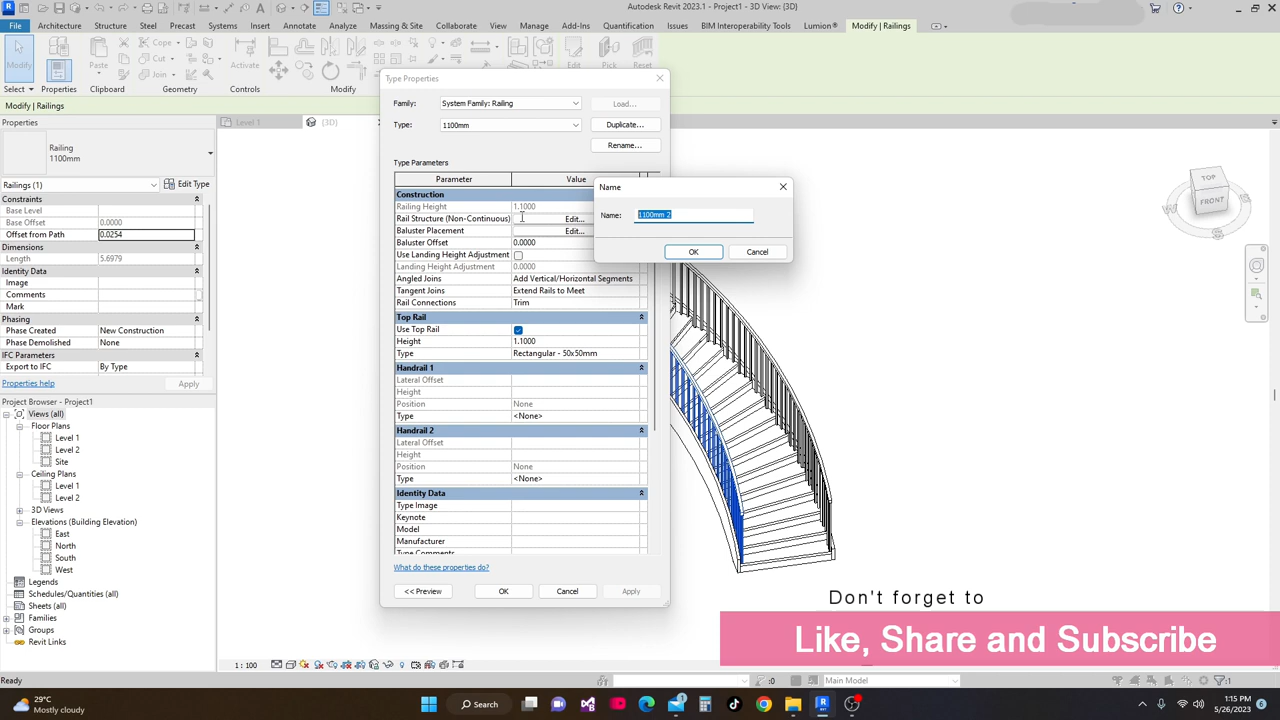 Autodesk Revit 2023.1 - Project1 - 3D View: {3D}
File Architecture Structure Steel Precast Systems Insert Annotate Analyze Massing & Site Collaborate View Manage Add-Ins Quantification Issues Interoperability Tools Lumion® Modify | Railings
Modify Paste Cope Cut Join Activate Edit Pick
Select Properties Clipboard Geometry Controls Modify
Modify | Railings
Properties
Railing
1100mm
Railings (1) Edit Type
Constraints
Base Level
Base Offset 0.0000
Offset from Path 0.0254
Dimensions
Length 5.6979
Identity Data
Image
Comments
Mark
Phasing
Phase Created New Construction
Phase Demolished None
IFC Parameters
Export to IFC By Type
Properties help Apply
Project Browser - Project1
Views (all)
Floor Plans
Level 1
Level 2
Site
Ceiling Plans
Level 1
Level 2
3D Views
Elevations (Building Elevation)
East
North
South
West
Legends
Schedules/Quantities (all)
Sheets (all)
Families
Groups
Revit Links
Level 1 {3D}
Type Properties
Family: System Family: Railing Load...
Type: 1100mm Duplicate...
Rename...
Type Parameters
Parameter Value
Construction
Railing Height 1.1000
Rail Structure (Non-Continuous) Edit...
Baluster Placement Edit...
Baluster Offset 0.0000
Use Landing Height Adjustment
Landing Height Adjustment 0.0000
Angled Joins Add Vertical/Horizontal Segments
Tangent Joins Extend Rails to Meet
Rail Connections Trim
Top Rail
Use Top Rail
Height 1.1000
Type Rectangular - 50x50mm
Handrail 1
Lateral Offset
Height
Position None
Type <None>
Handrail 2
Lateral Offset
Height
Position None
Type <None>
Identity Data
Type Image
Keynote
Model
Manufacturer
Type Comments
What do these properties do?
<< Preview OK Cancel Apply
Name
Name: 1100mm 2
OK Cancel
TOP
FRONT
W
S
Don't forget to
Like, Share and Subscribe
1 : 100
Ready :0 Main Model :1
29°C
Mostly cloudy
Search
1:15 PM
5/26/2023